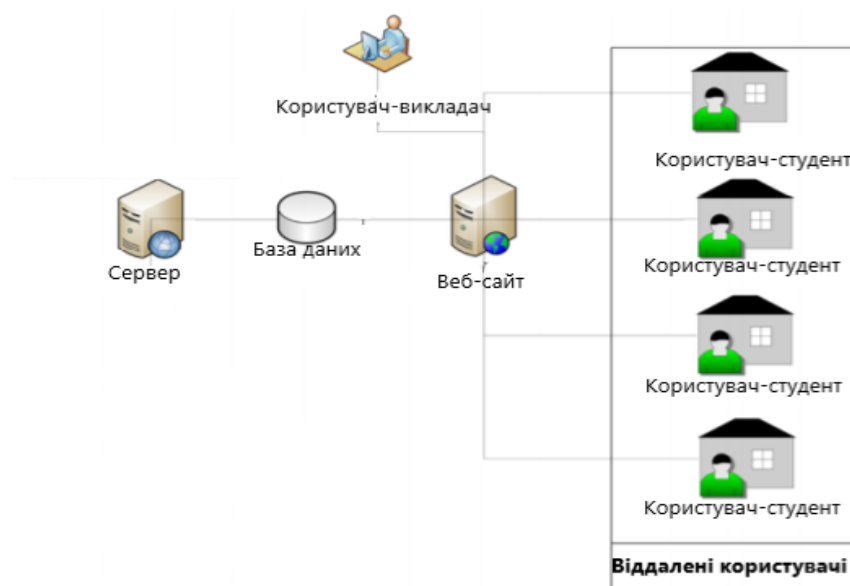 Користувач-викладач
Користувач-студент
База даних
Сервер
Веб-сайт
Користувач-студент
Користувач-студент
Користувач-студент
Віддалені користувачі